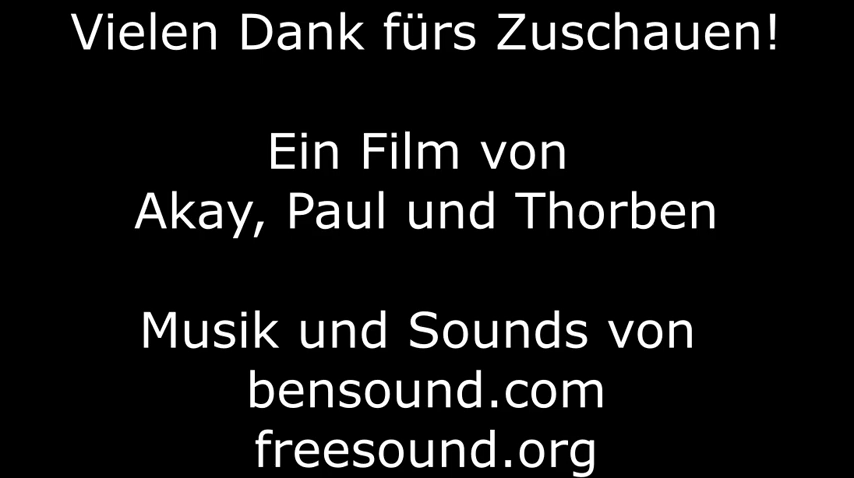 Vielen Dank fürs Zuschauen!
Ein Film von
Akay, Paul und Thorben
Musik und Sounds von
bensound.com
freesound.org